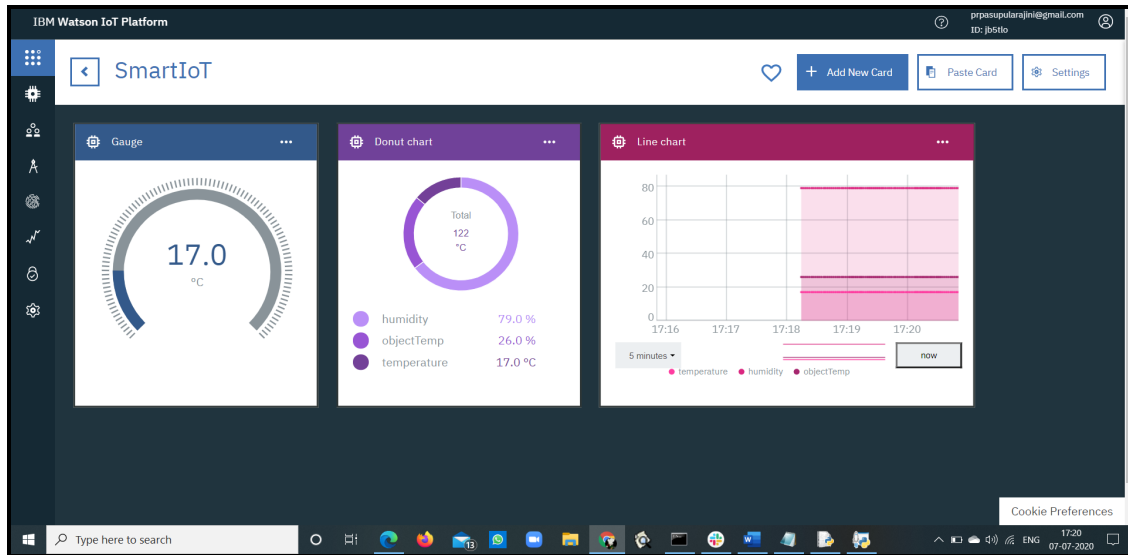 IBM Watson IoT Platform
prpasupularajini@gmail.com
ID: jb5tlo
SmartIoT
+ Add New Card
Paste Card
Settings
Gauge
17.0
°C
Donut chart
Total
122
°C
humidity 79.0 %
objectTemp 26.0 %
temperature 17.0 °C
Line chart
80
60
40
20
0
17:16 17:17 17:18 17:19 17:20
5 minutes
now
temperature humidity objectTemp
Cookie Preferences
Type here to search
13
ENG
17:20
07-07-2020